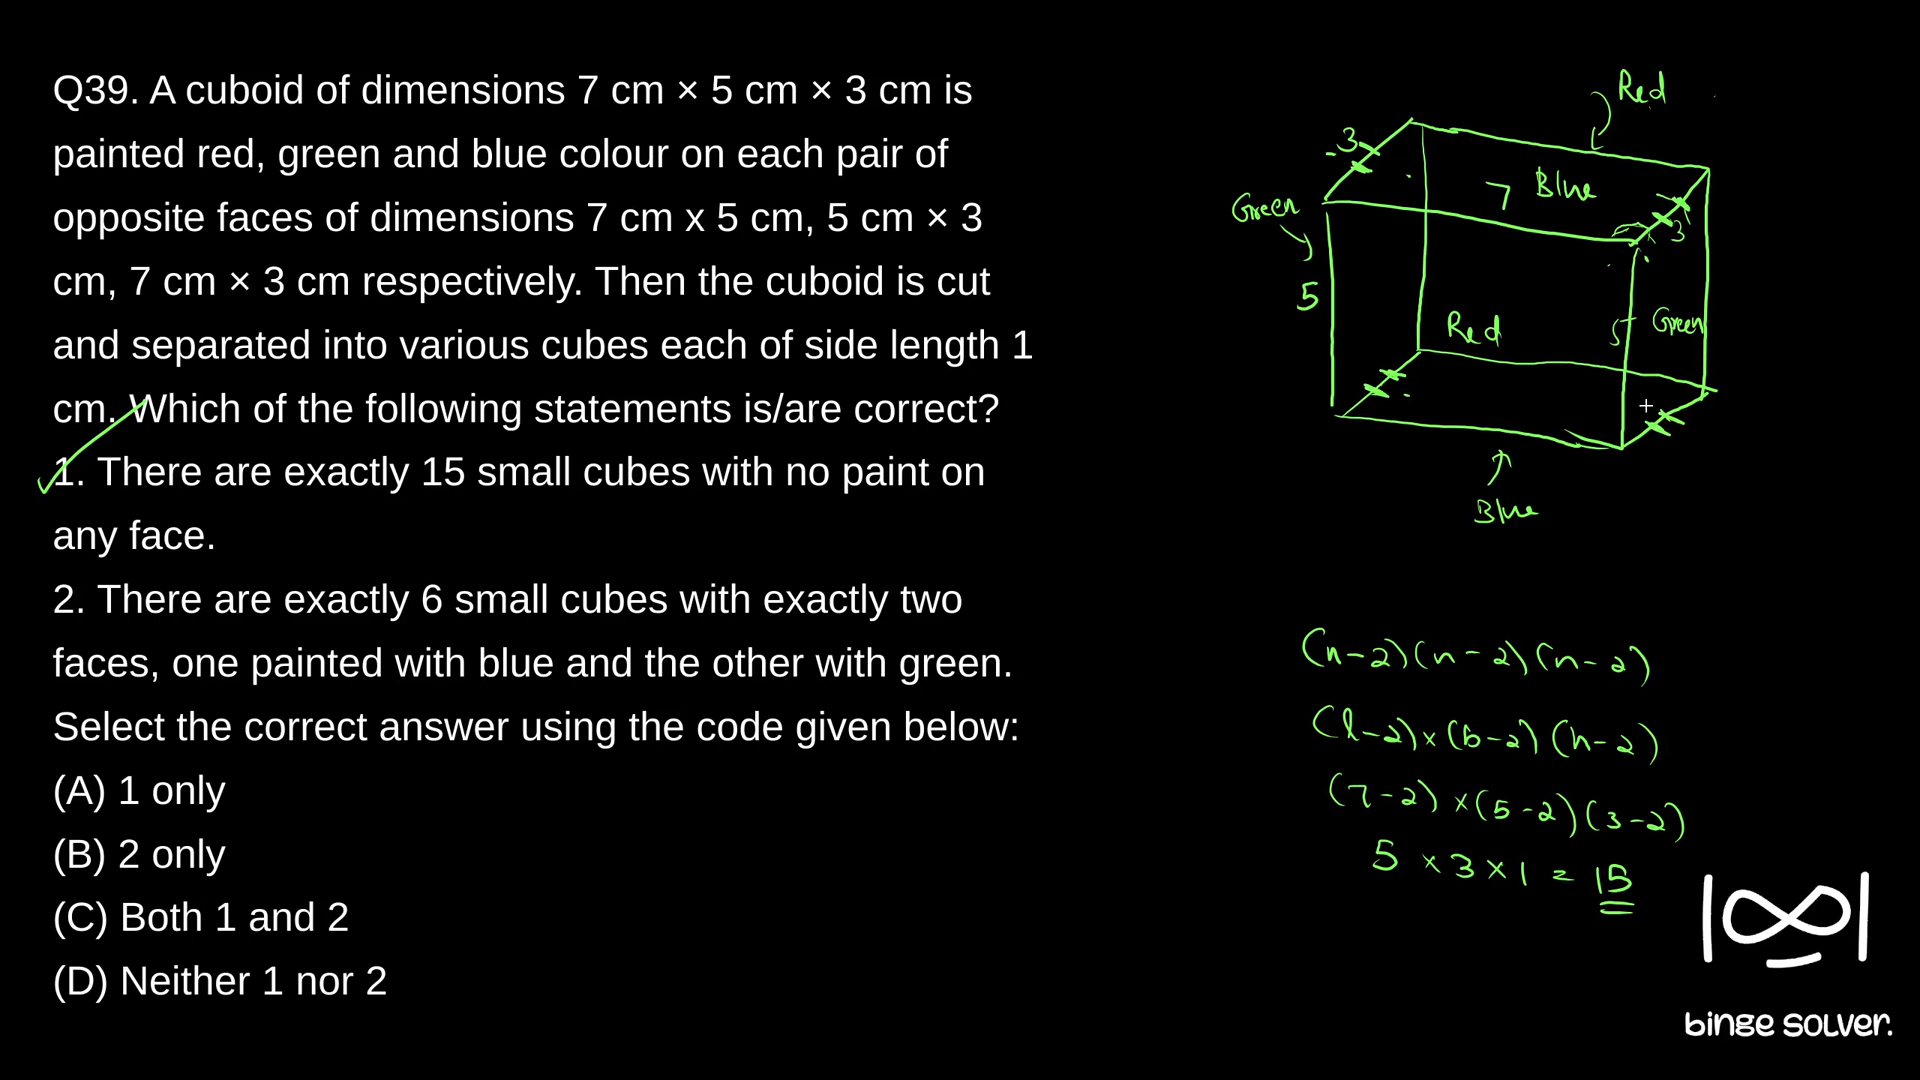 Q39. A cuboid of dimensions 7 cm × 5 cm × 3 cm is
painted red, green and blue colour on each pair of
opposite faces of dimensions 7 cm x 5 cm, 5 cm × 3
cm, 7 cm × 3 cm respectively. Then the cuboid is cut
and separated into various cubes each of side length 1
cm. Which of the following statements is/are correct?
1. There are exactly 15 small cubes with no paint on
any face.
2. There are exactly 6 small cubes with exactly two
faces, one painted with blue and the other with green.
Select the correct answer using the code given below:
(A) 1 only
(B) 2 only
(C) Both 1 and 2
(D) Neither 1 nor 2
Red
3
7 Blue
Green
3
5
Red
5
Green
Blue
(n-2)(n-2)(n-2)
(l-2)×(b-2)(h-2)
(7-2)×(5-2)(3-2)
5 × 3 × 1 = 15
binge solver.